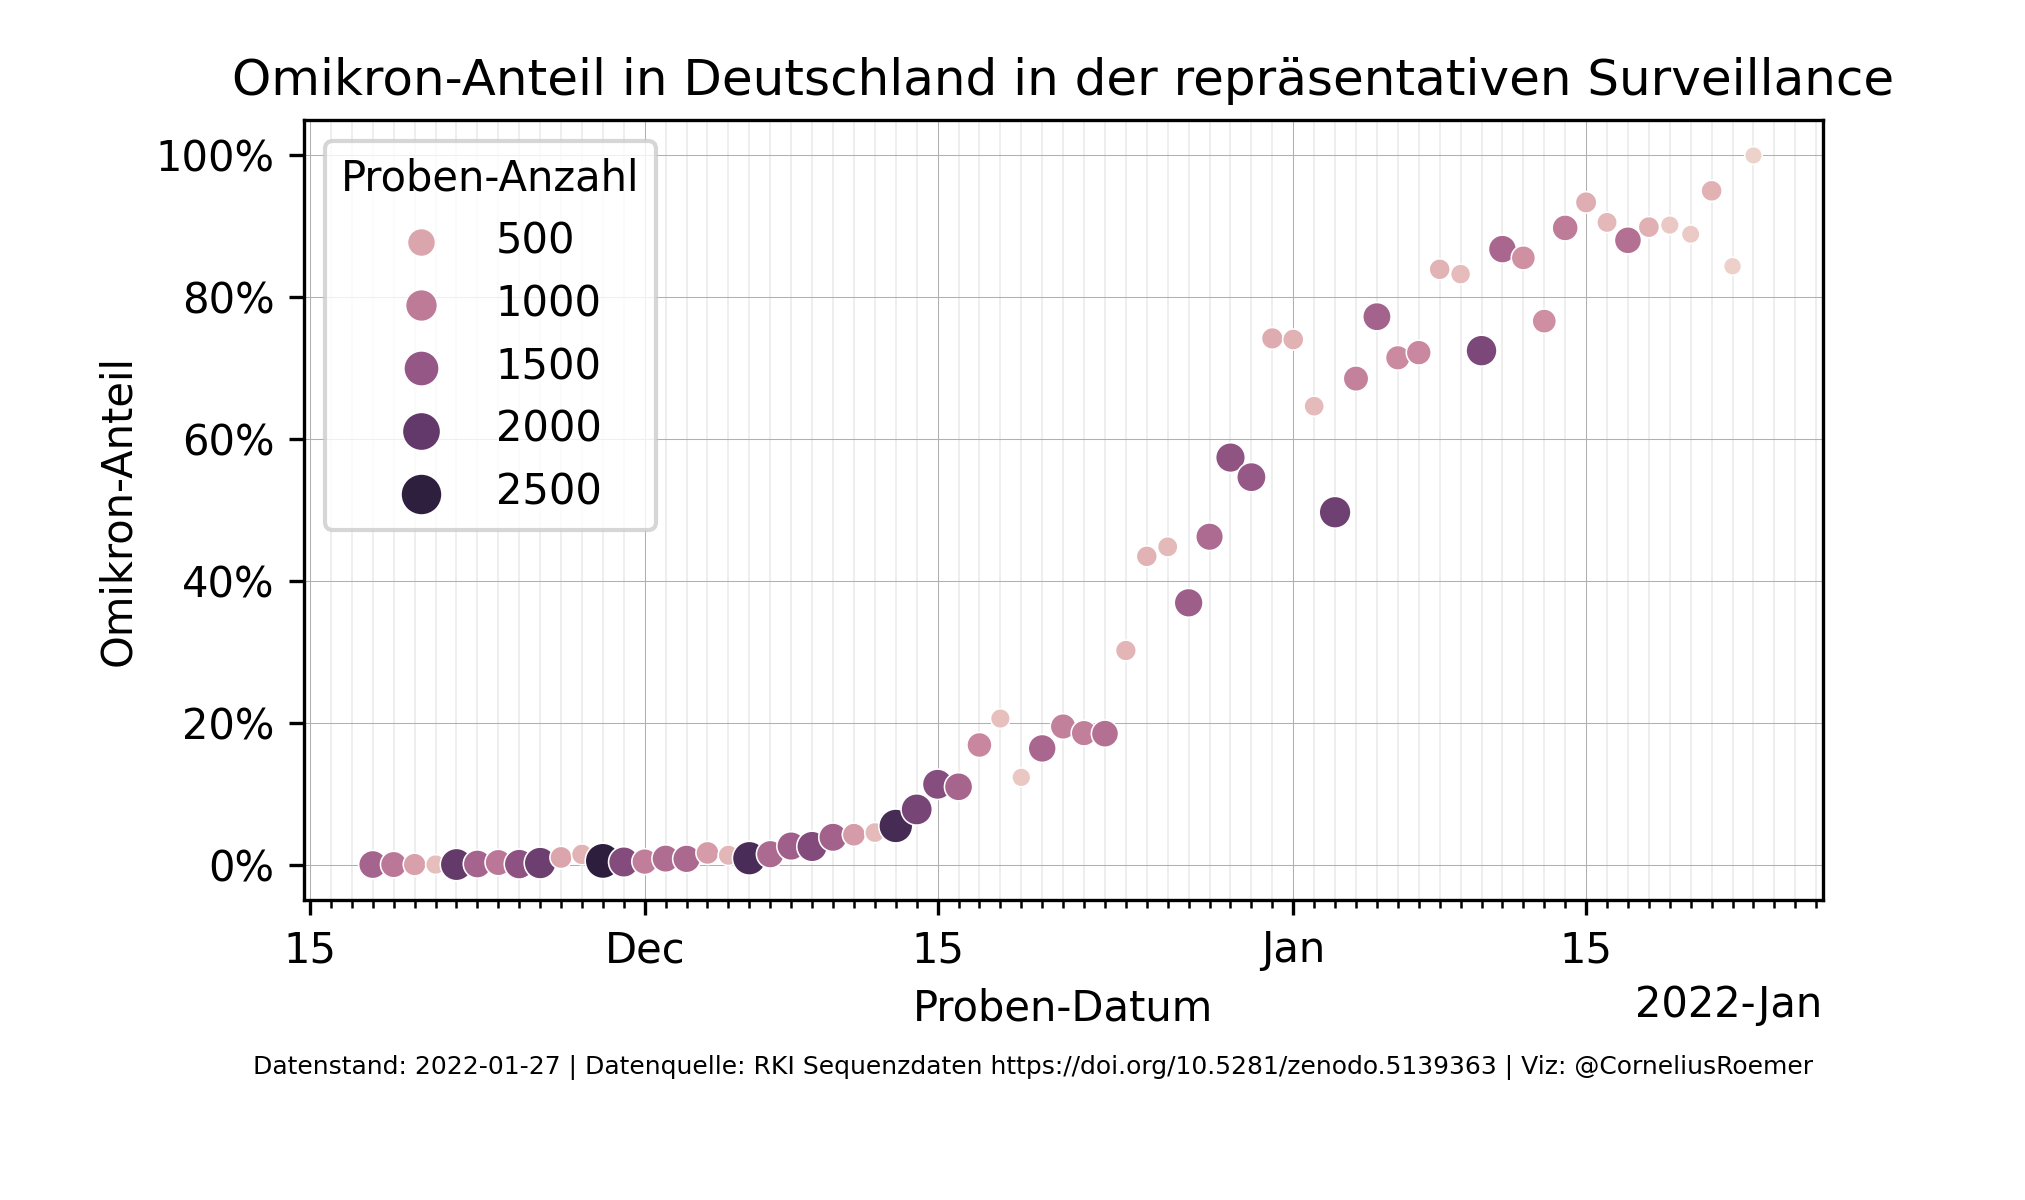 Omikron-Anteil in Deutschland in der repräsentativen Surveillance
Omikron-Anteil
100%
80%
60%
40%
20%
0%
Proben-Anzahl
500
1000
1500
2000
2500
15
Dec
15
Jan
15
Proben-Datum
2022-Jan
Datenstand: 2022-01-27 | Datenquelle: RKI Sequenzdaten https://doi.org/10.5281/zenodo.5139363 | Viz: @CorneliusRoemer